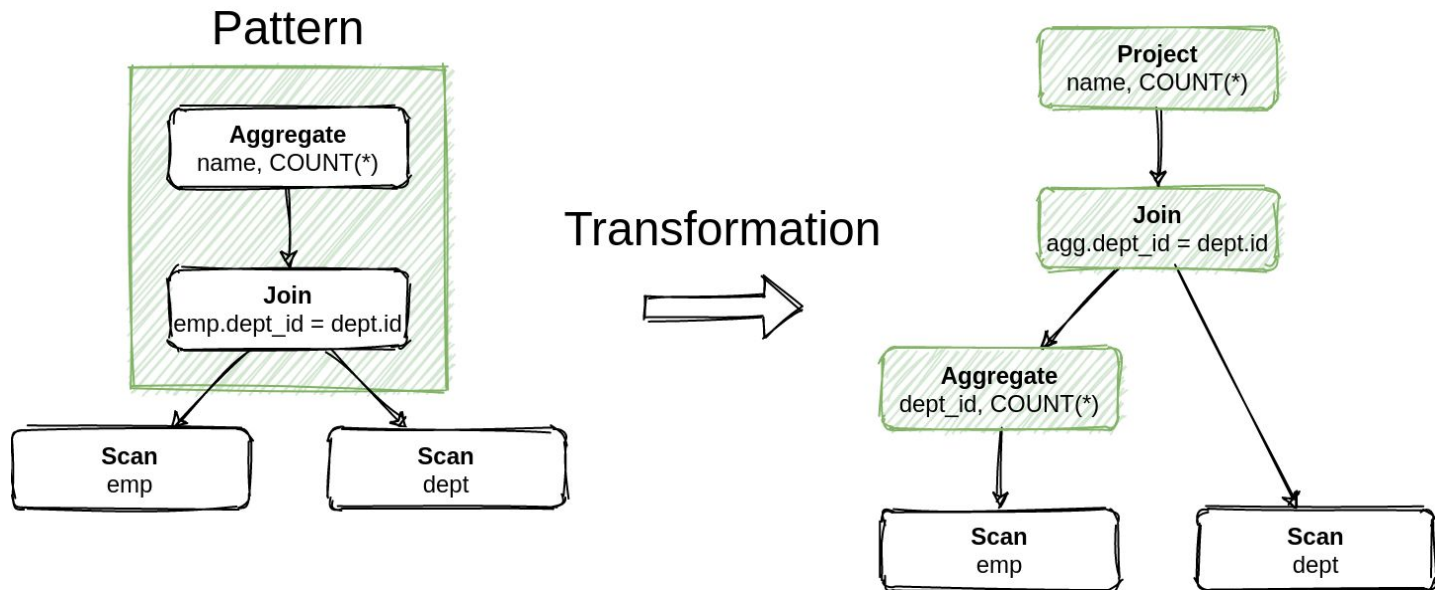 Pattern
Aggregate
name, COUNT(*)
Join
emp.dept_id = dept.id
Scan
emp
Scan
dept
Transformation
Project
name, COUNT(*)
Join
agg.dept_id = dept.id
Aggregate
dept_id, COUNT(*)
Scan
emp
Scan
dept